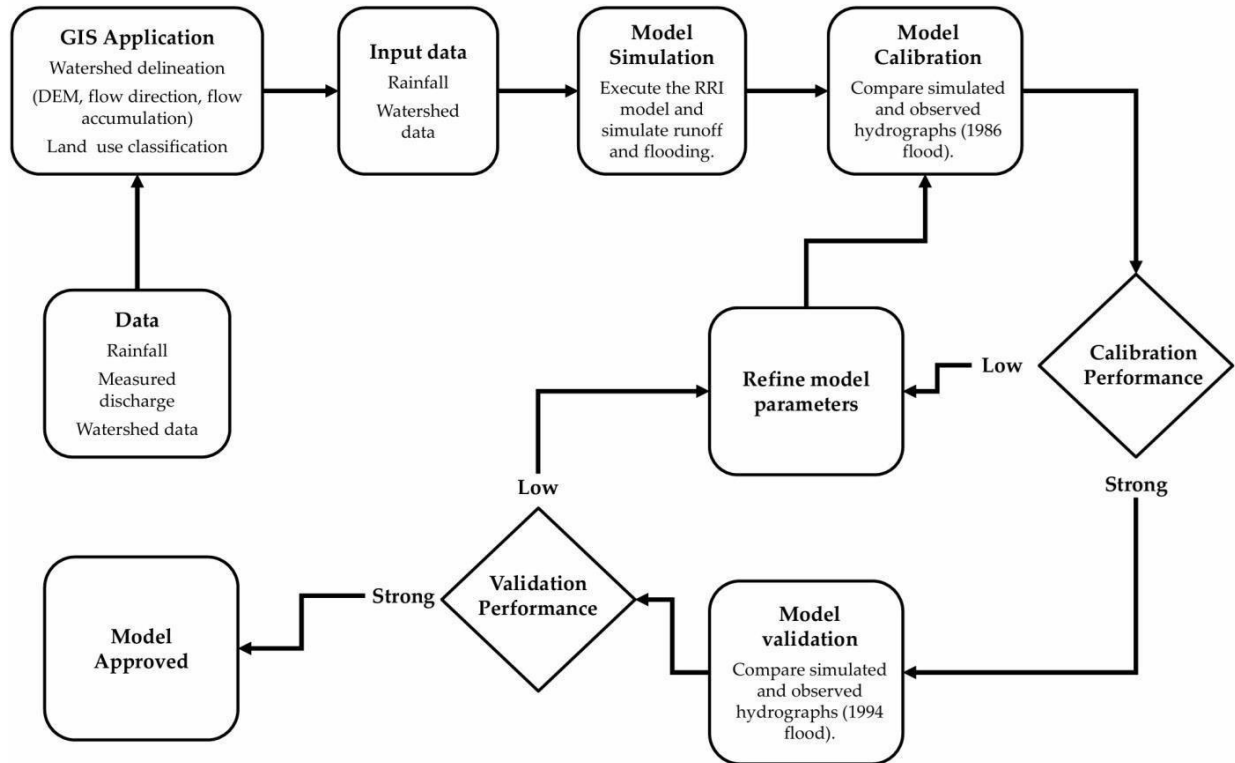 GIS Application
Watershed delineation
(DEM, flow direction, flow
accumulation)
Land use classification
Input data
Rainfall
Watershed
data
Model
Simulation
Execute the RRI
model and
simulate runoff
and flooding.
Model
Calibration
Compare simulated
and observed
hydrographs (1986
flood).
Data
Rainfall
Measured
discharge
Watershed data
Refine model
parameters
Low
Calibration
Performance
Strong
Low
Validation
Performance
Strong
Model
Approved
Model
validation
Compare simulated
and observed
hydrographs (1994
flood).